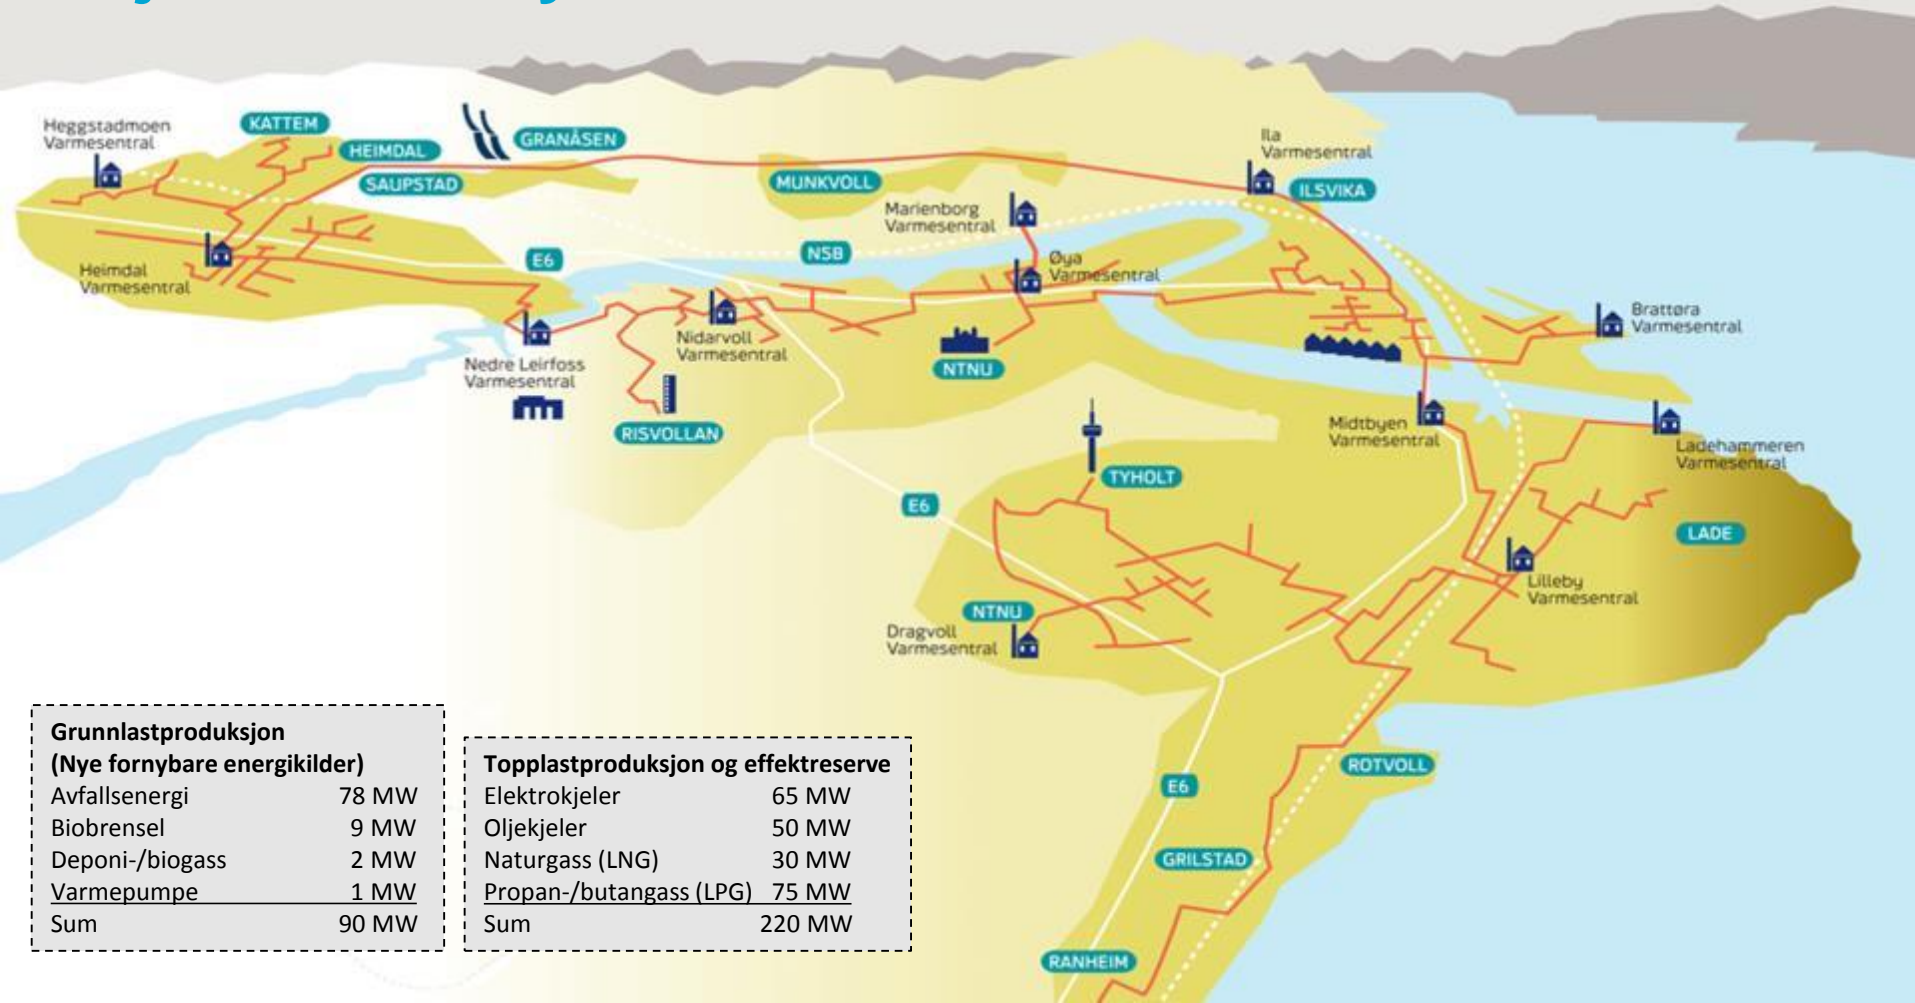 Heggstadmoen
Varmesentral
KATTEM
HEIMDAL
SAUPSTAD
GRANÅSEN
MUNKVOLL
Ila
Varmesentral
ILSVIKA
Marienborg
Varmesentral
NSB
E6
Øya
Varmesentral
Heimdal
Varmesentral
Brattøra
Varmesentral
Nidarvoll
Varmesentral
Nedre Leirfoss
Varmesentral
NTNU
RISVOLLAN
Midtbyen
Varmesentral
Ladehammeren
Varmesentral
TYHOLT
E6
LADE
Lilleby
Varmesentral
NTNU
Dragvoll
Varmesentral
ROTVOLL
E6
GRILSTAD
RANHEIM
Grunnlastproduksjon
(Nye fornybare energikilder)
Avfallsenergi 78 MW
Biobrensel 9 MW
Deponi-/biogass 2 MW
Varmepumpe 1 MW
Sum 90 MW
Topplastproduksjon og effektreserve
Elektrokjeler 65 MW
Oljekjeler 50 MW
Naturgass (LNG) 30 MW
Propan-/butangass (LPG) 75 MW
Sum 220 MW